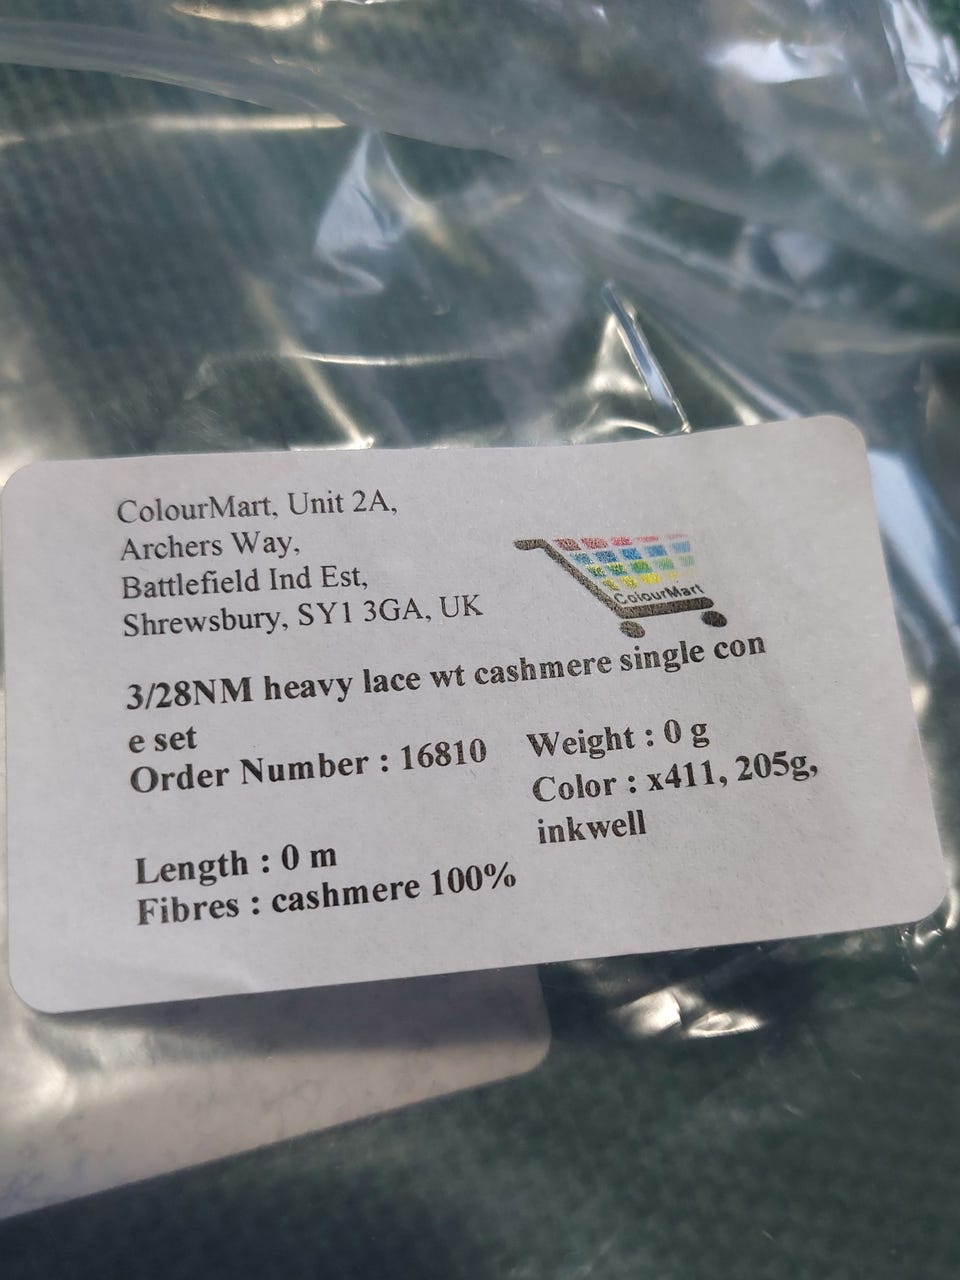 ColourMart, Unit 2A,
Archers Way,
Battlefield Ind Est,
Shrewsbury, SY1 3GA, UK
ColourMart
3/28NM heavy lace wt cashmere single con
e set
Order Number : 16810
Weight : 0 g
Color : x411, 205g,
inkwell
Length : 0 m
Fibres : cashmere 100%